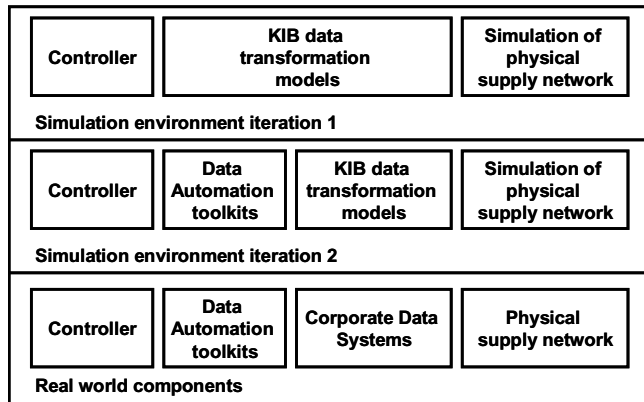 Controller
KIB data
transformation
models
Simulation of
physical
supply network
Simulation environment iteration 1
Controller
Data
Automation
toolkits
KIB data
transformation
models
Simulation of
physical
supply network
Simulation environment iteration 2
Controller
Data
Automation
toolkits
Corporate Data
Systems
Physical
supply network
Real world components